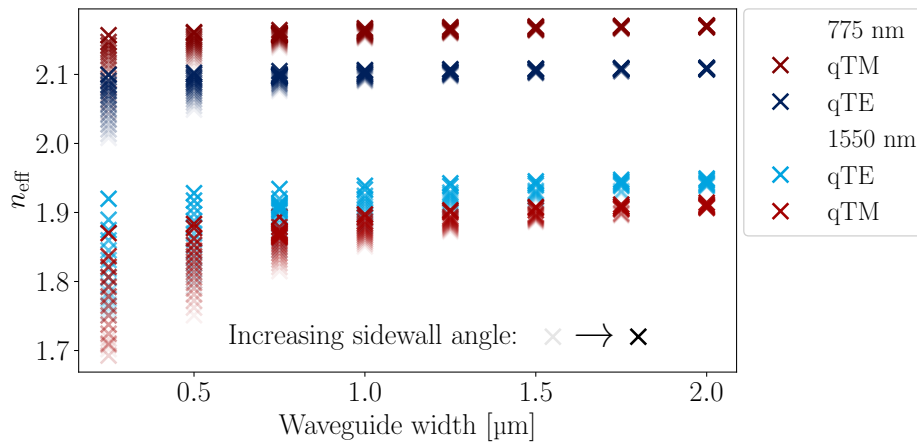 2.1
2.0
1.9
1.8
1.7
n_eff
0.5
1.0
1.5
2.0
Waveguide width [µm]
Increasing sidewall angle:
775 nm
qTM
qTE
1550 nm
qTE
qTM